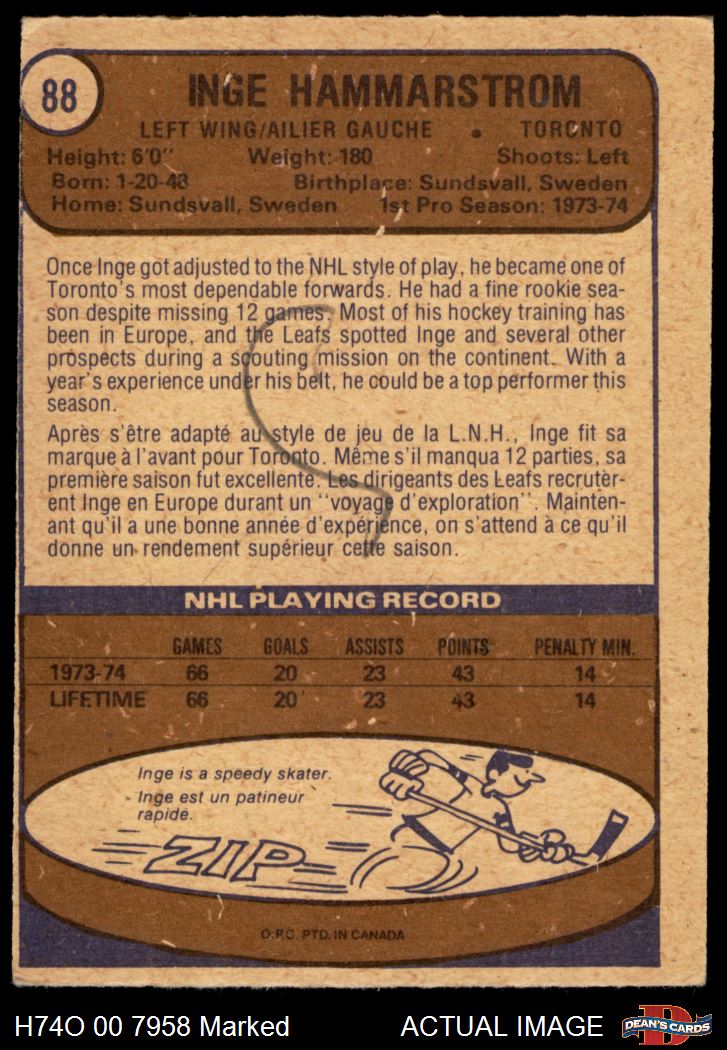 88
INGE HAMMARSTROM
LEFT WING/AILIER GAUCHE • TORONTO
Height: 6'0" Weight: 180 Shoots: Left
Born: 1-20-48 Birthplace: Sundsvall, Sweden
Home: Sundsvall, Sweden 1st Pro Season: 1973-74
Once Inge got adjusted to the NHL style of play, he became one of
Toronto's most dependable forwards. He had a fine rookie sea-
son despite missing 12 games. Most of his hockey training has
been in Europe, and the Leafs spotted Inge and several other
prospects during a scouting mission on the continent. With a
year's experience under his belt, he could be a top performer this
season.
Après s'être adapté au style de jeu de la L.N.H., Inge fit sa
marque à l'avant pour Toronto. Même s'il manqua 12 parties, sa
première saison fut excellente. Les dirigeants des Leafs recrutèr-
ent Inge en Europe durant un "voyage d'exploration". Mainten-
ant qu'il a une bonne année d'expérience, on s'attend à ce qu'il
donne un rendement supérieur cette saison.
NHL PLAYING RECORD
GAMES GOALS ASSISTS POINTS PENALTY MIN.
1973-74 66 20 23 43 14
LIFETIME 66 20 23 43 14
Inge is a speedy skater.
Inge est un patineur
rapide.
ZIP
O.P.C. PTD. IN CANADA
H74O 00 7958 Marked ACTUAL IMAGE
D
DEAN'S CARDS